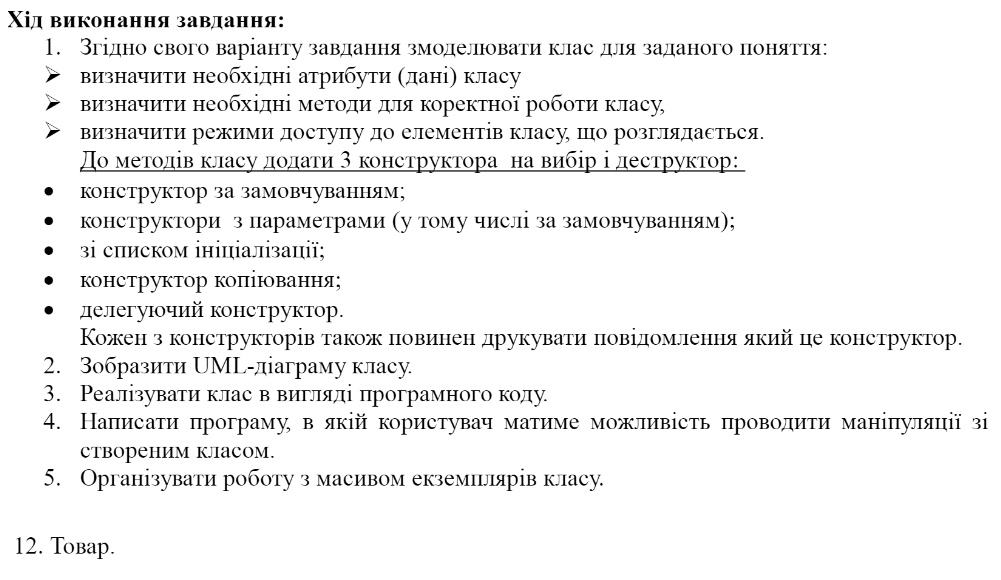 Хід виконання завдання:
1. Згідно свого варіанту завдання змоделювати клас для заданого поняття:
➢ визначити необхідні атрибути (дані) класу
➢ визначити необхідні методи для коректної роботи класу,
➢ визначити режими доступу до елементів класу, що розглядається.
До методів класу додати 3 конструктора на вибір і деструктор:
• конструктор за замовчуванням;
• конструктори з параметрами (у тому числі за замовчуванням);
• зі списком ініціалізації;
• конструктор копіювання;
• делегуючий конструктор.
Кожен з конструкторів також повинен друкувати повідомлення який це конструктор.
2. Зобразити UML-діаграму класу.
3. Реалізувати клас в вигляді програмного коду.
4. Написати програму, в якій користувач матиме можливість проводити маніпуляції зі
створеним класом.
5. Організувати роботу з масивом екземплярів класу.
12. Товар.